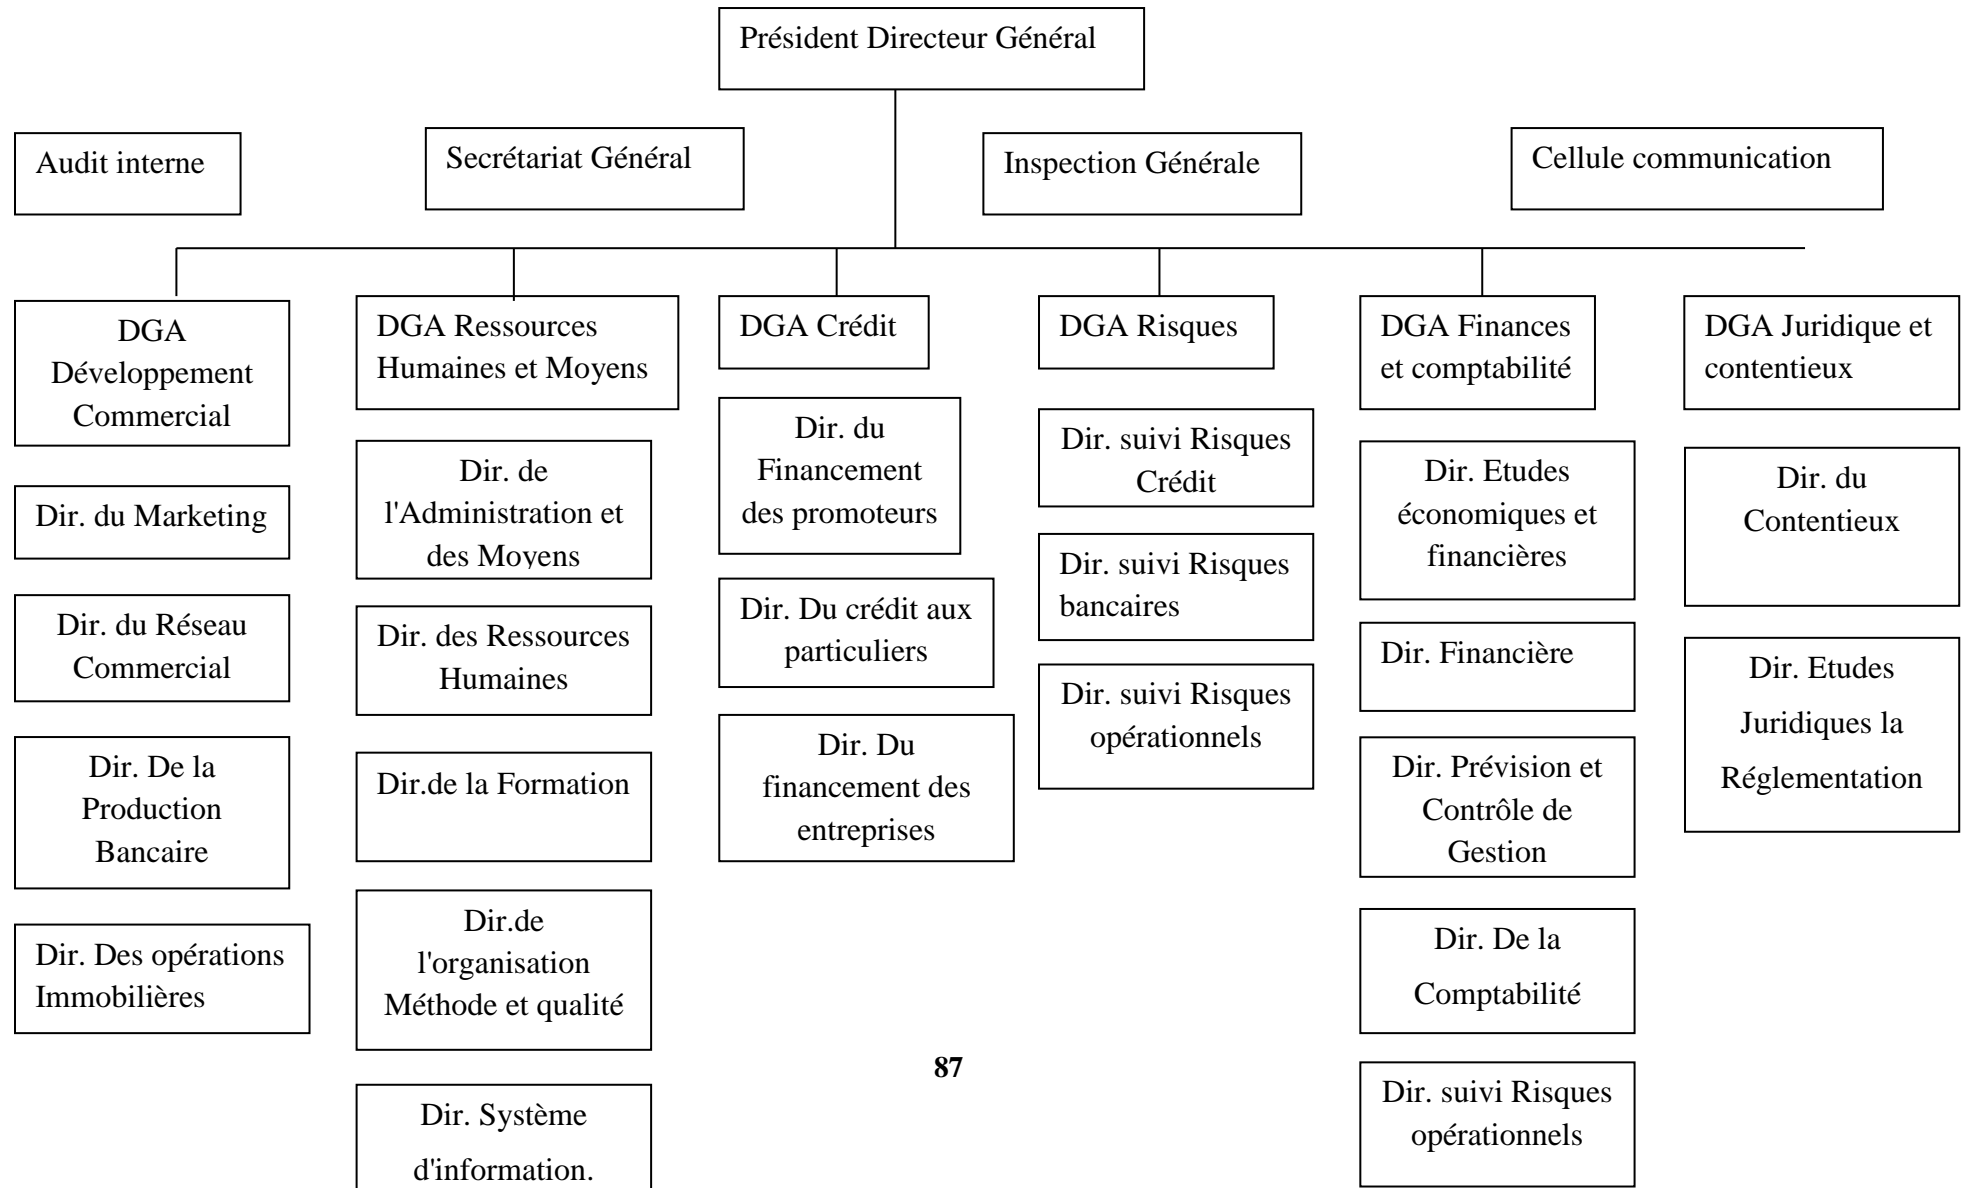 Président Directeur Général
Audit interne
Secrétariat Général
Inspection Générale
Cellule communication
DGA
Développement
Commercial
Dir. du Marketing
Dir. du Réseau
Commercial
Dir. De la
Production
Bancaire
Dir. Des opérations
Immobilières
DGA Ressources
Humaines et Moyens
Dir. de
l'Administration et
des Moyens
Dir. des Ressources
Humaines
Dir.de la Formation
Dir.de
l'organisation
Méthode et qualité
Dir. Système
d'information.
DGA Crédit
Dir. du
Financement
des promoteurs
Dir. Du crédit aux
particuliers
Dir. Du
financement des
entreprises
DGA Risques
Dir. suivi Risques
Crédit
Dir. suivi Risques
bancaires
Dir. suivi Risques
opérationnels
DGA Finances
et comptabilité
Dir. Etudes
économiques et
financières
Dir. Financière
Dir. Prévision et
Contrôle de
Gestion
Dir. De la
Comptabilité
Dir. suivi Risques
opérationnels
DGA Juridique et
contentieux
Dir. du
Contentieux
Dir. Etudes
Juridiques la
Réglementation
87